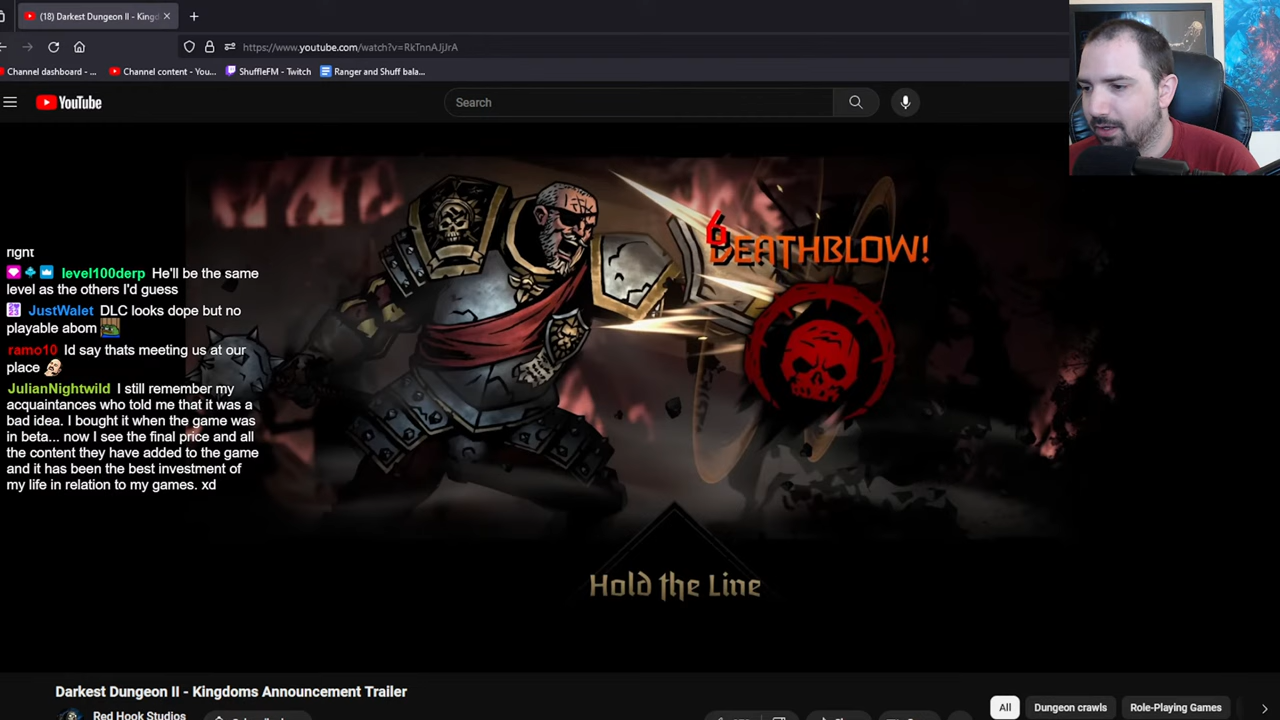 (18) Darkest Dungeon II - Kingd
https://www.youtube.com/watch?v=RkTnnAJjJrA
Channel dashboard - ...
Channel content - You...
ShuffleFM - Twitch
Ranger and Shuff bala...
YouTube
Search
6
DEATHBLOW!
right
level100derp He'll be the same
level as the others I'd guess
JustWalet DLC looks dope but no
playable abom
ramo10 Id say thats meeting us at our
place
JulianNightwild I still remember my
acquaintances who told me that it was a
bad idea. I bought it when the game was
in beta... now I see the final price and all
the content they have added to the game
and it has been the best investment of
my life in relation to my games. xd
Hold the Line
Darkest Dungeon II - Kingdoms Announcement Trailer
Red Hook Studios
All
Dungeon crawls
Role-Playing Games